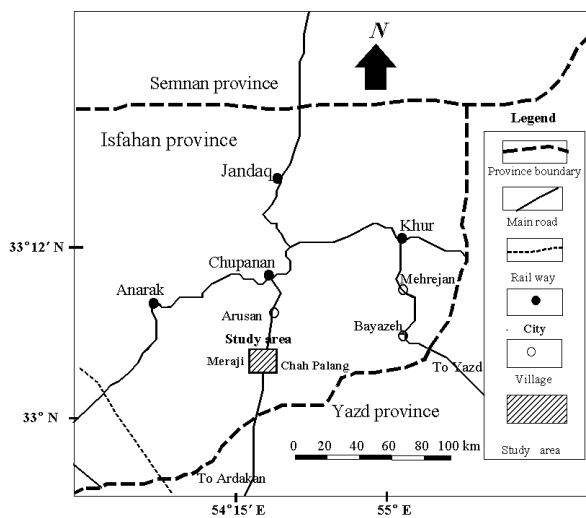 N
Semnan province
Isfahan province
Jandaq
Khur
33°12' N
Chupanan
Mehrejan
Anarak
Arusan
Study area
Bayazeh
Meraji
Chah Palang
To Yazd
33° N
Yazd province
0 20 40 60 80 100 km
To Ardakan
54°15' E
55° E
Legend
Province boundary
Main road
Rail way
City
Village
Study area